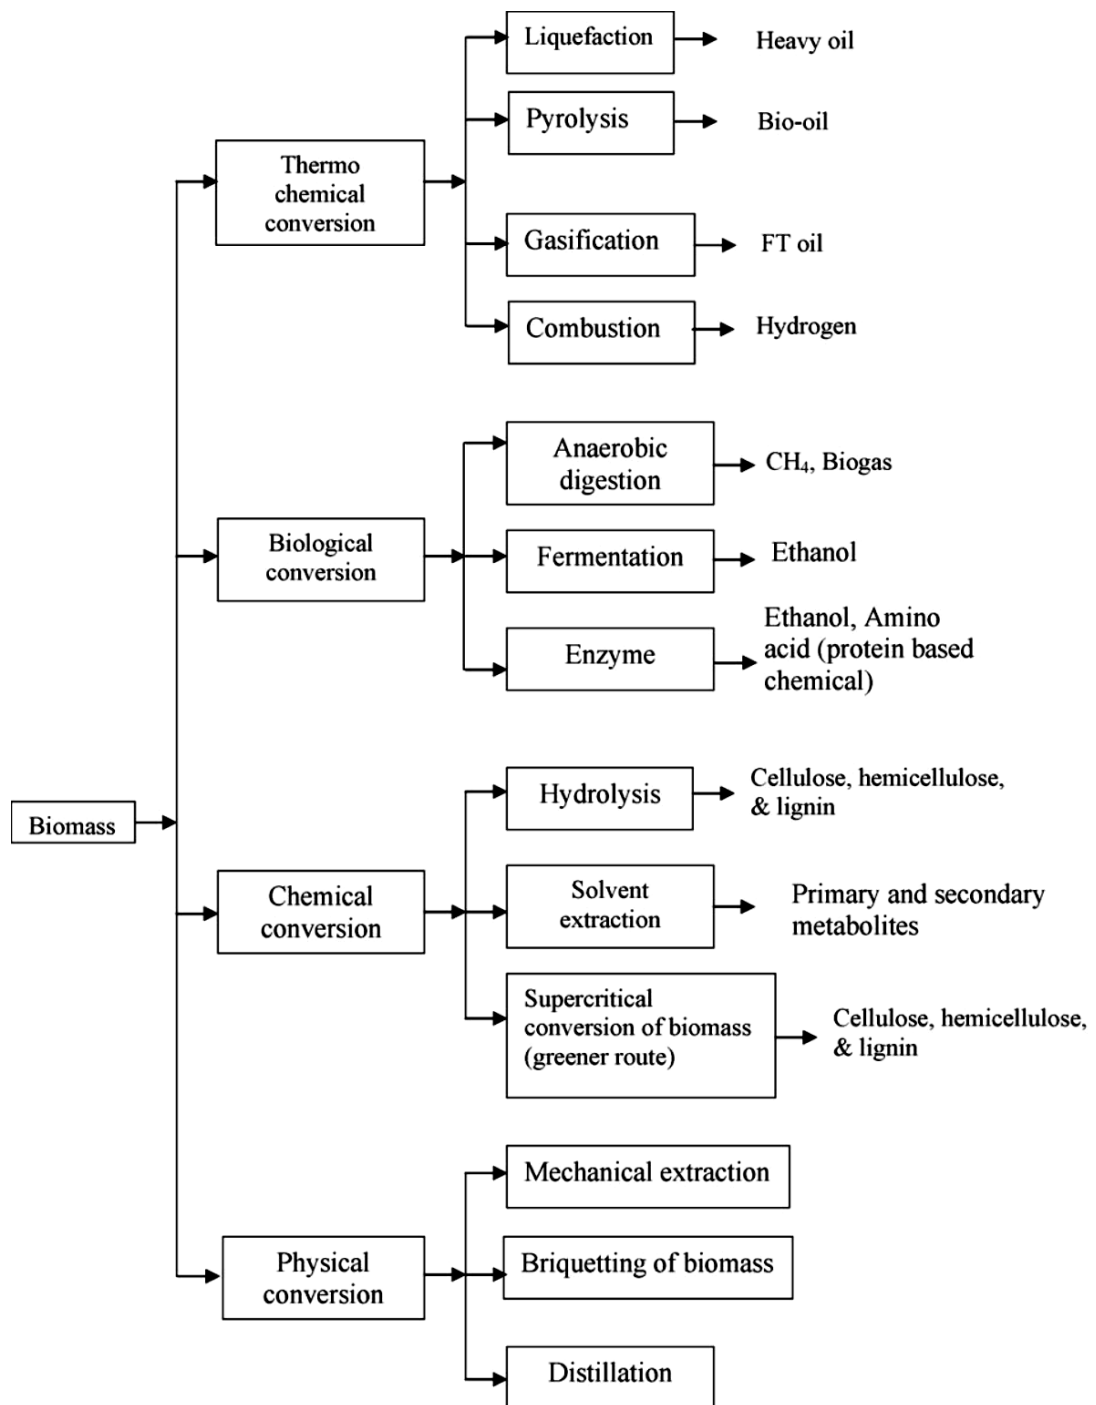 Liquefaction
Heavy oil
Pyrolysis
Bio-oil
Thermo
chemical
conversion
Gasification
FT oil
Combustion
Hydrogen
Anaerobic
digestion
CH₄, Biogas
Biological
conversion
Fermentation
Ethanol
Enzyme
Ethanol, Amino
acid (protein based
chemical)
Biomass
Hydrolysis
Cellulose, hemicellulose,
& lignin
Chemical
conversion
Solvent
extraction
Primary and secondary
metabolites
Supercritical
conversion of biomass
(greener route)
Cellulose, hemicellulose,
& lignin
Mechanical extraction
Physical
conversion
Briquetting of biomass
Distillation